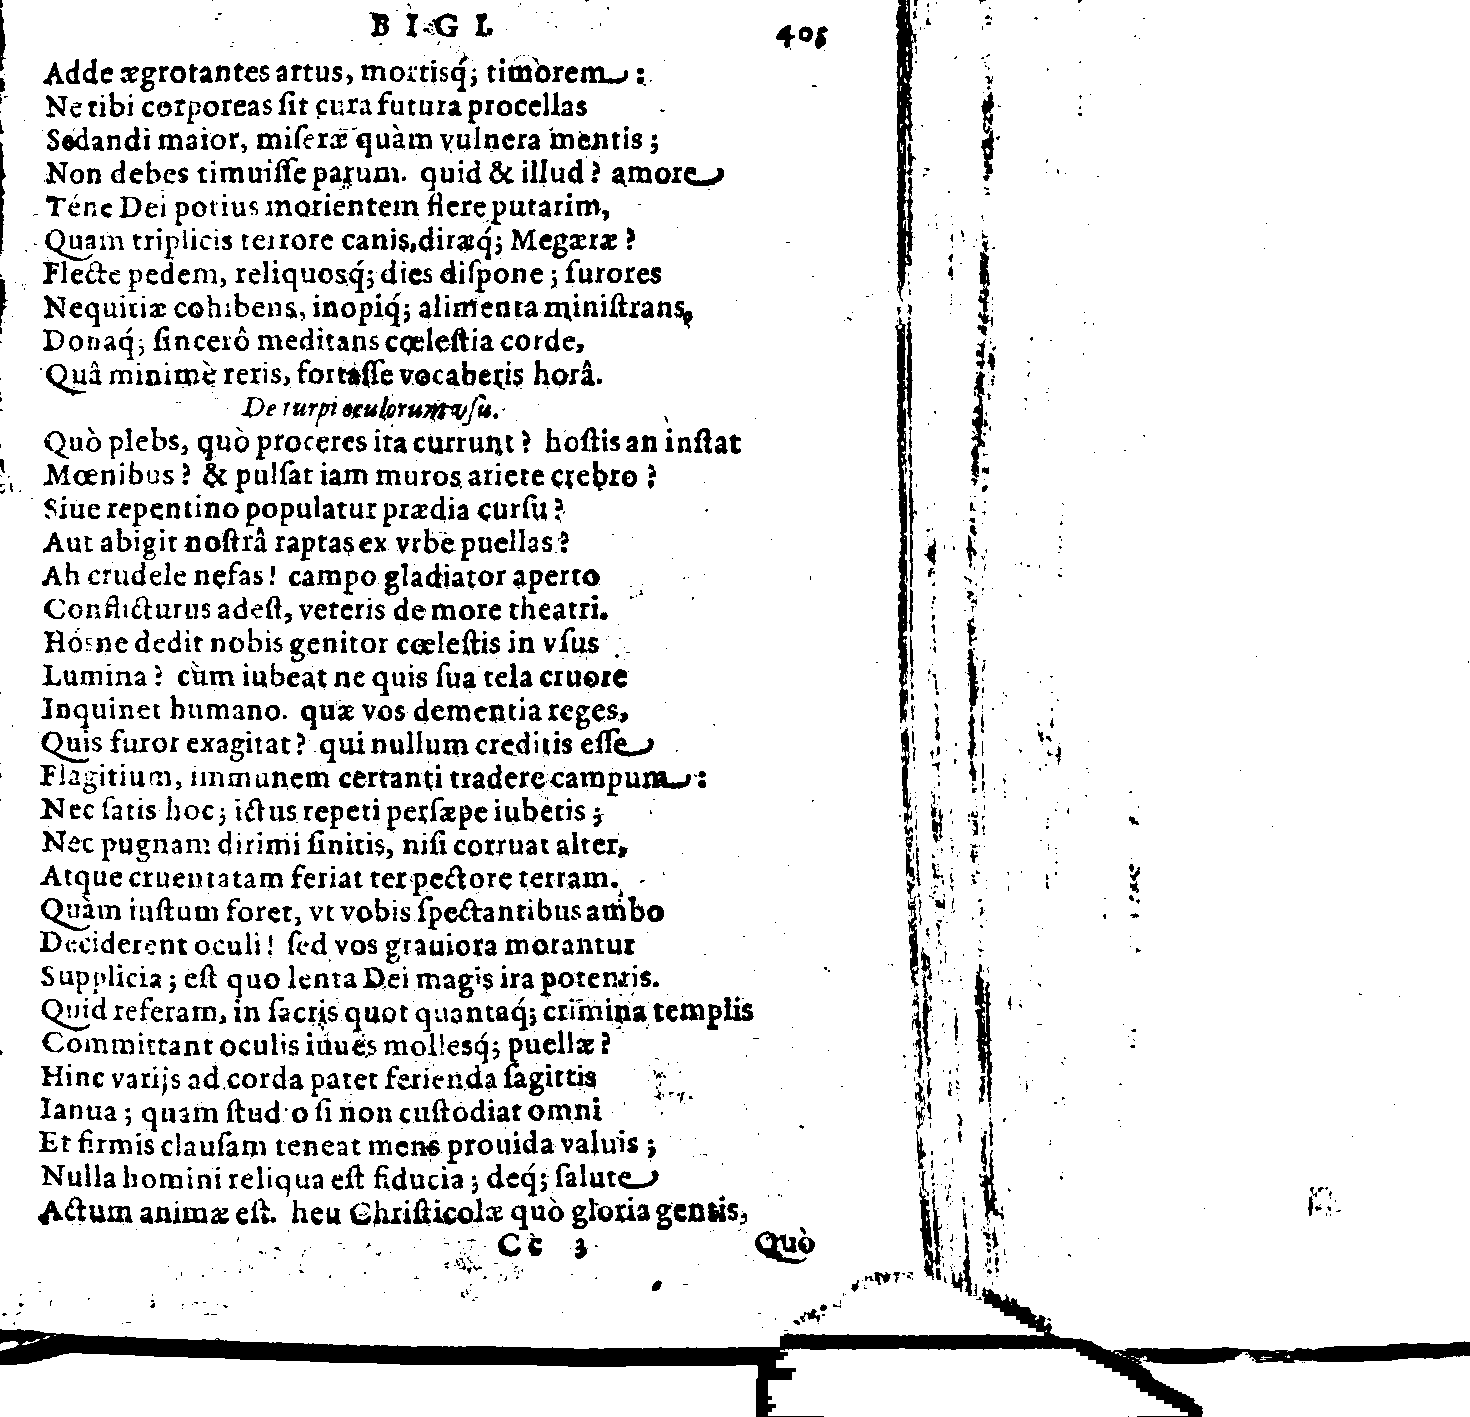 B I G L 405
Adde ægrotantes artus, mortisq́; timorem :
Ne tibi corporeas ſit cura futura procellas
Sedandi maior, miſeræ quàm vulnera mentis ;
Non debes timuiſſe parum. quid & illud ? amore
Téne Dei potius morientem flere putarim,
Quam triplicis terrore canis, diræq́; Megæræ ?
Flecte pedem, reliquosq́; dies diſpone ; furores
Nequitiæ cohibens, inopiq́; alimenta miniſtrans,
Donaq́; ſincerô meditans cœleſtia corde,
Quâ minimè reris, fortaſſe vocaberis horâ.
De turpi oculorum vſu.
Quò plebs, quò proceres ita currunt ? hoſtis an inſtat
Mœnibus ? & pulſat iam muros ariete crebro ?
Siue repentino populatur prædia curſu ?
Aut abigit noſtrâ raptas ex vrbe puellas ?
Ah crudele nefas ! campo gladiator aperto
Conflicturus adeſt, veteris de more theatri.
Hósne dedit nobis genitor cœleſtis in vſus
Lumina ? cùm iubeat ne quis ſua tela cruore
Inquinet humano. quæ vos dementia reges,
Quis furor exagitat ? qui nullum creditis eſſe
Flagitium, immunem certanti tradere campum :
Nec ſatis hoc ; ictus repeti perſæpe iubetis ;
Nec pugnam dirimi ſinitis, niſi corruat alter,
Atque cruentatam feriat ter pectore terram.
Quàm iuſtum foret, vt vobis ſpectantibus ambo
Deciderent oculi ! ſed vos grauiora morantur
Supplicia ; eſt quo lenta Dei magis ira potentis.
Quid referam, in ſacris quot quantaq́; crimina templis
Committant oculis iuues mollesq́; puellæ ?
Hinc varijs ad corda patet ferienda ſagittis
Ianua ; quam ſtudio ſi non cuſtodiat omni
Et firmis clauſam teneat mens prouida valuis ;
Nulla homini reliqua eſt fiducia ; deq́; ſalute
Actum animæ eſt. heu Chriſticolæ quò gloria gentis,
Cc 3 Quò